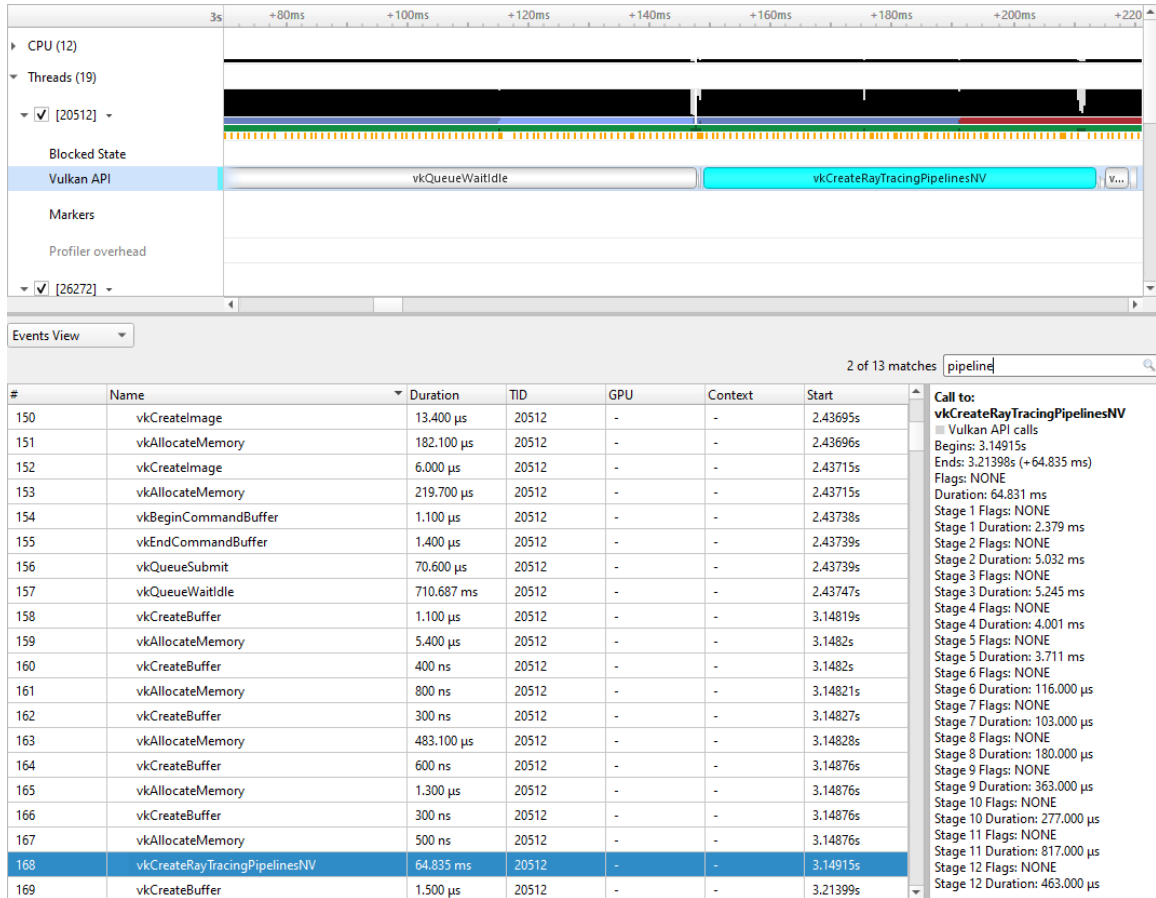 3s +80ms +100ms +120ms +140ms +160ms +180ms +200ms +220
CPU (12)
Threads (19)
[20512]
Blocked State
Vulkan API
vkQueueWaitIdle vkCreateRayTracingPipelinesNV v...
Markers
Profiler overhead
[26272]
Events View
2 of 13 matches pipeline
# Name Duration TID GPU Context Start
150 vkCreateImage 13.400 μs 20512 - - 2.43695s
151 vkAllocateMemory 182.100 μs 20512 - - 2.43696s
152 vkCreateImage 6.000 μs 20512 - - 2.43715s
153 vkAllocateMemory 219.700 μs 20512 - - 2.43715s
154 vkBeginCommandBuffer 1.100 μs 20512 - - 2.43738s
155 vkEndCommandBuffer 1.400 μs 20512 - - 2.43739s
156 vkQueueSubmit 70.600 μs 20512 - - 2.43739s
157 vkQueueWaitIdle 710.687 ms 20512 - - 2.43747s
158 vkCreateBuffer 1.100 μs 20512 - - 3.14819s
159 vkAllocateMemory 5.400 μs 20512 - - 3.1482s
160 vkCreateBuffer 400 ns 20512 - - 3.1482s
161 vkAllocateMemory 800 ns 20512 - - 3.14821s
162 vkCreateBuffer 300 ns 20512 - - 3.14827s
163 vkAllocateMemory 483.100 μs 20512 - - 3.14828s
164 vkCreateBuffer 600 ns 20512 - - 3.14876s
165 vkAllocateMemory 1.300 μs 20512 - - 3.14876s
166 vkCreateBuffer 300 ns 20512 - - 3.14876s
167 vkAllocateMemory 500 ns 20512 - - 3.14876s
168 vkCreateRayTracingPipelinesNV 64.835 ms 20512 - - 3.14915s
169 vkCreateBuffer 1.500 μs 20512 - - 3.21399s
Call to:
vkCreateRayTracingPipelinesNV
Vulkan API calls
Begins: 3.14915s
Ends: 3.21398s (+64.835 ms)
Flags: NONE
Duration: 64.831 ms
Stage 1 Flags: NONE
Stage 1 Duration: 2.379 ms
Stage 2 Flags: NONE
Stage 2 Duration: 5.032 ms
Stage 3 Flags: NONE
Stage 3 Duration: 5.245 ms
Stage 4 Flags: NONE
Stage 4 Duration: 4.001 ms
Stage 5 Flags: NONE
Stage 5 Duration: 3.711 ms
Stage 6 Flags: NONE
Stage 6 Duration: 116.000 μs
Stage 7 Flags: NONE
Stage 7 Duration: 103.000 μs
Stage 8 Flags: NONE
Stage 8 Duration: 180.000 μs
Stage 9 Flags: NONE
Stage 9 Duration: 363.000 μs
Stage 10 Flags: NONE
Stage 10 Duration: 277.000 μs
Stage 11 Flags: NONE
Stage 11 Duration: 817.000 μs
Stage 12 Flags: NONE
Stage 12 Duration: 463.000 μs